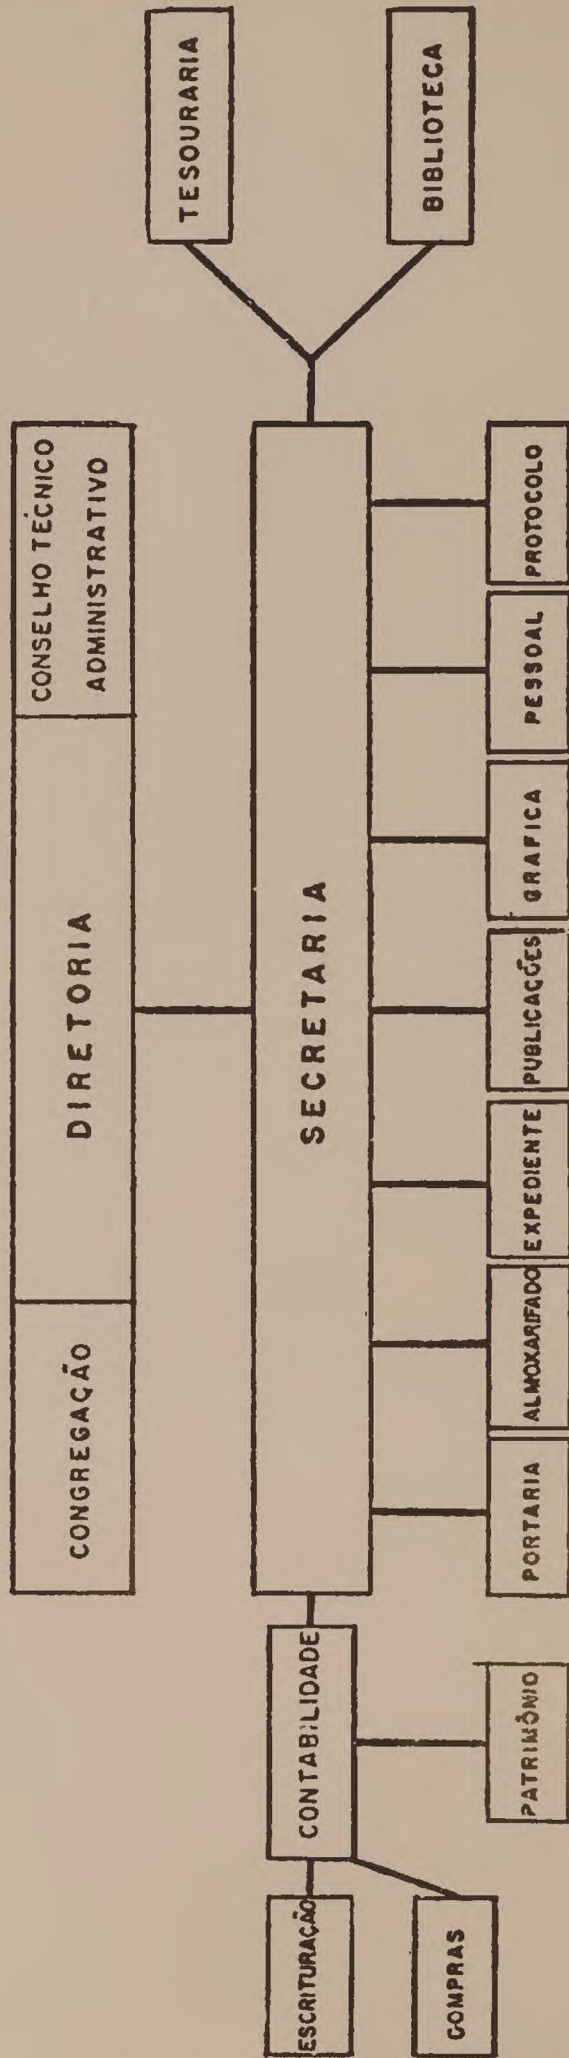 CONGREGAÇÃO
DIRETORIA
CONSELHO TÉCNICO
ADMINISTRATIVO
SECRETARIA
TESOURARIA
BIBLIOTECA
CONTABILIDADE
ESCRITURAÇÃO
COMPRAS
PATRIMÔNIO
PORTARIA
ALMOXARIFADO
EXPEDIENTE
PUBLICAÇÕES
GRAFICA
PESSOAL
PROTOCOLO